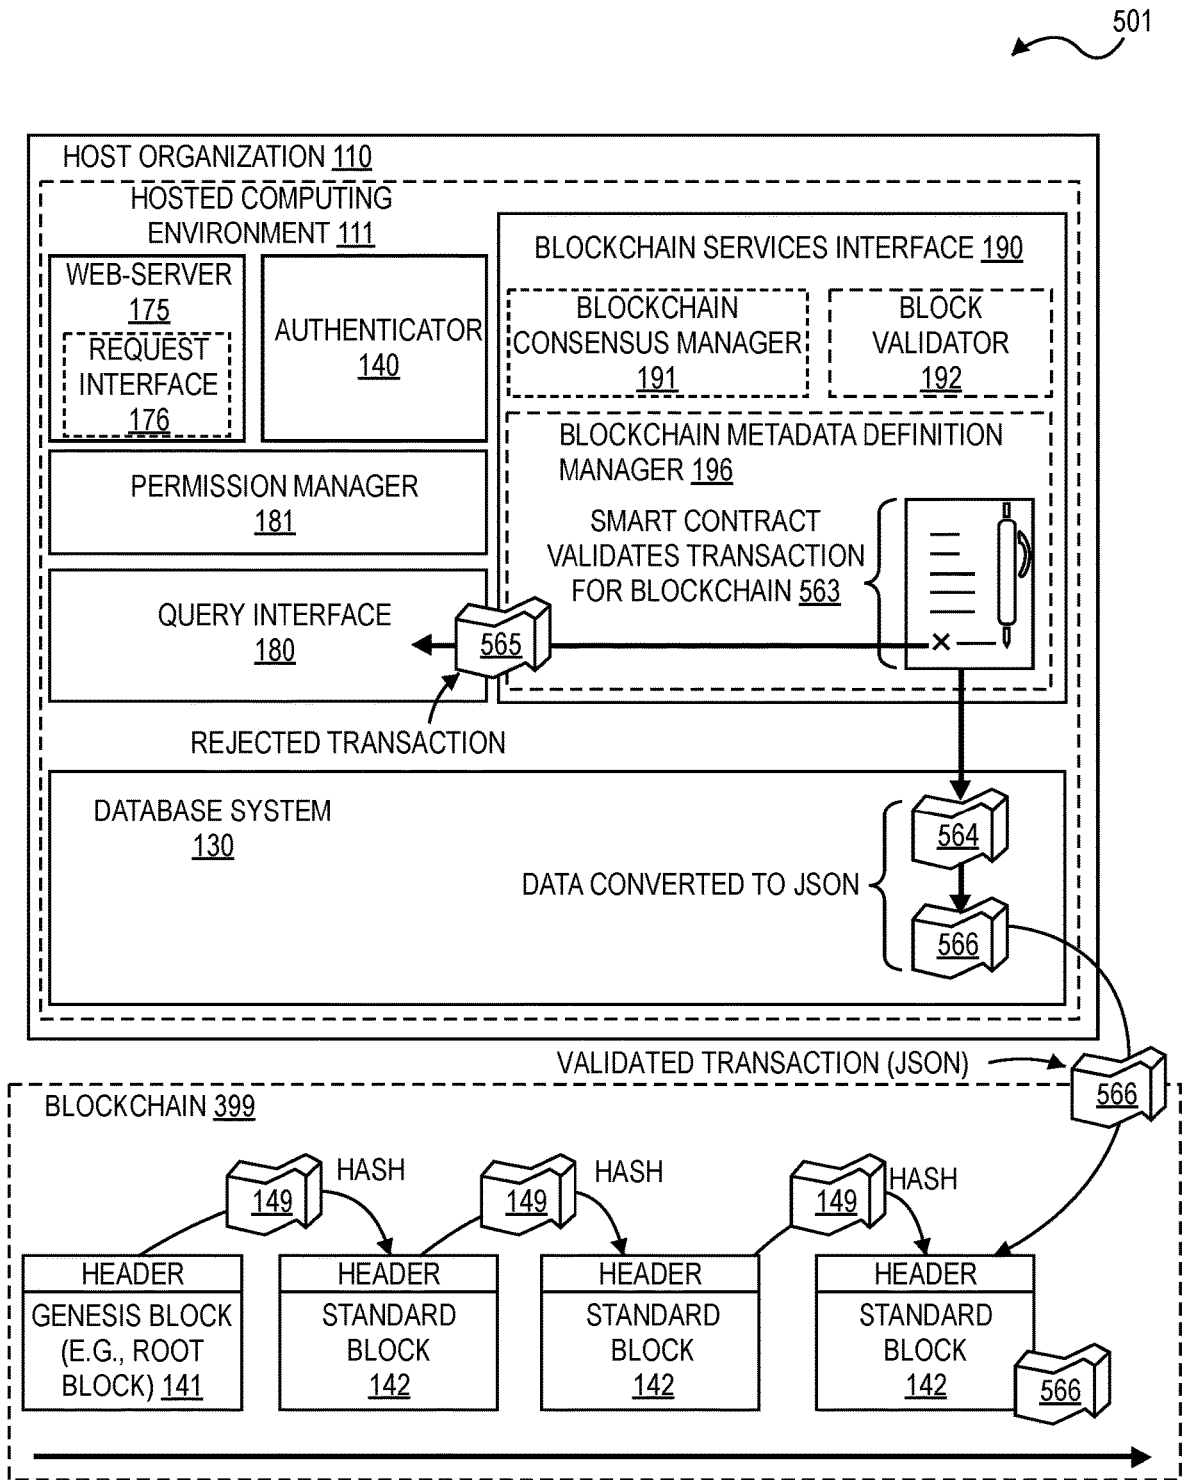 501
HOST ORGANIZATION 110
HOSTED COMPUTING
ENVIRONMENT 111
WEB-SERVER
175
REQUEST
INTERFACE
176
AUTHENTICATOR
140
PERMISSION MANAGER
181
QUERY INTERFACE
180
BLOCKCHAIN SERVICES INTERFACE 190
BLOCKCHAIN
CONSENSUS MANAGER
191
BLOCK
VALIDATOR
192
BLOCKCHAIN METADATA DEFINITION
MANAGER 196
SMART CONTRACT
VALIDATES TRANSACTION
FOR BLOCKCHAIN 563
565
REJECTED TRANSACTION
DATABASE SYSTEM
130
564
DATA CONVERTED TO JSON
566
VALIDATED TRANSACTION (JSON)
566
BLOCKCHAIN 399
149
HASH
149
HASH
149
HASH
HEADER
GENESIS BLOCK
(E.G., ROOT
BLOCK) 141
HEADER
STANDARD
BLOCK
142
HEADER
STANDARD
BLOCK
142
HEADER
STANDARD
BLOCK
142
566